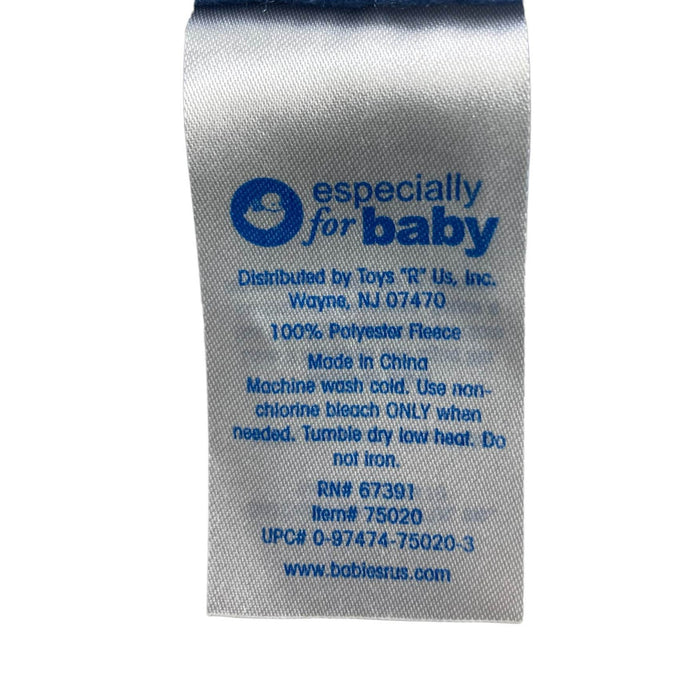 especially
for baby
Distributed by Toys "R" Us, Inc.
Wayne, NJ 07470
100% Polyester Fleece
Made in China
Machine wash cold. Use non-
chlorine bleach ONLY when
needed. Tumble dry low heat. Do
not iron.
RN# 67391
Item# 75020
UPC# 0-97474-75020-3
www.babiesrus.com